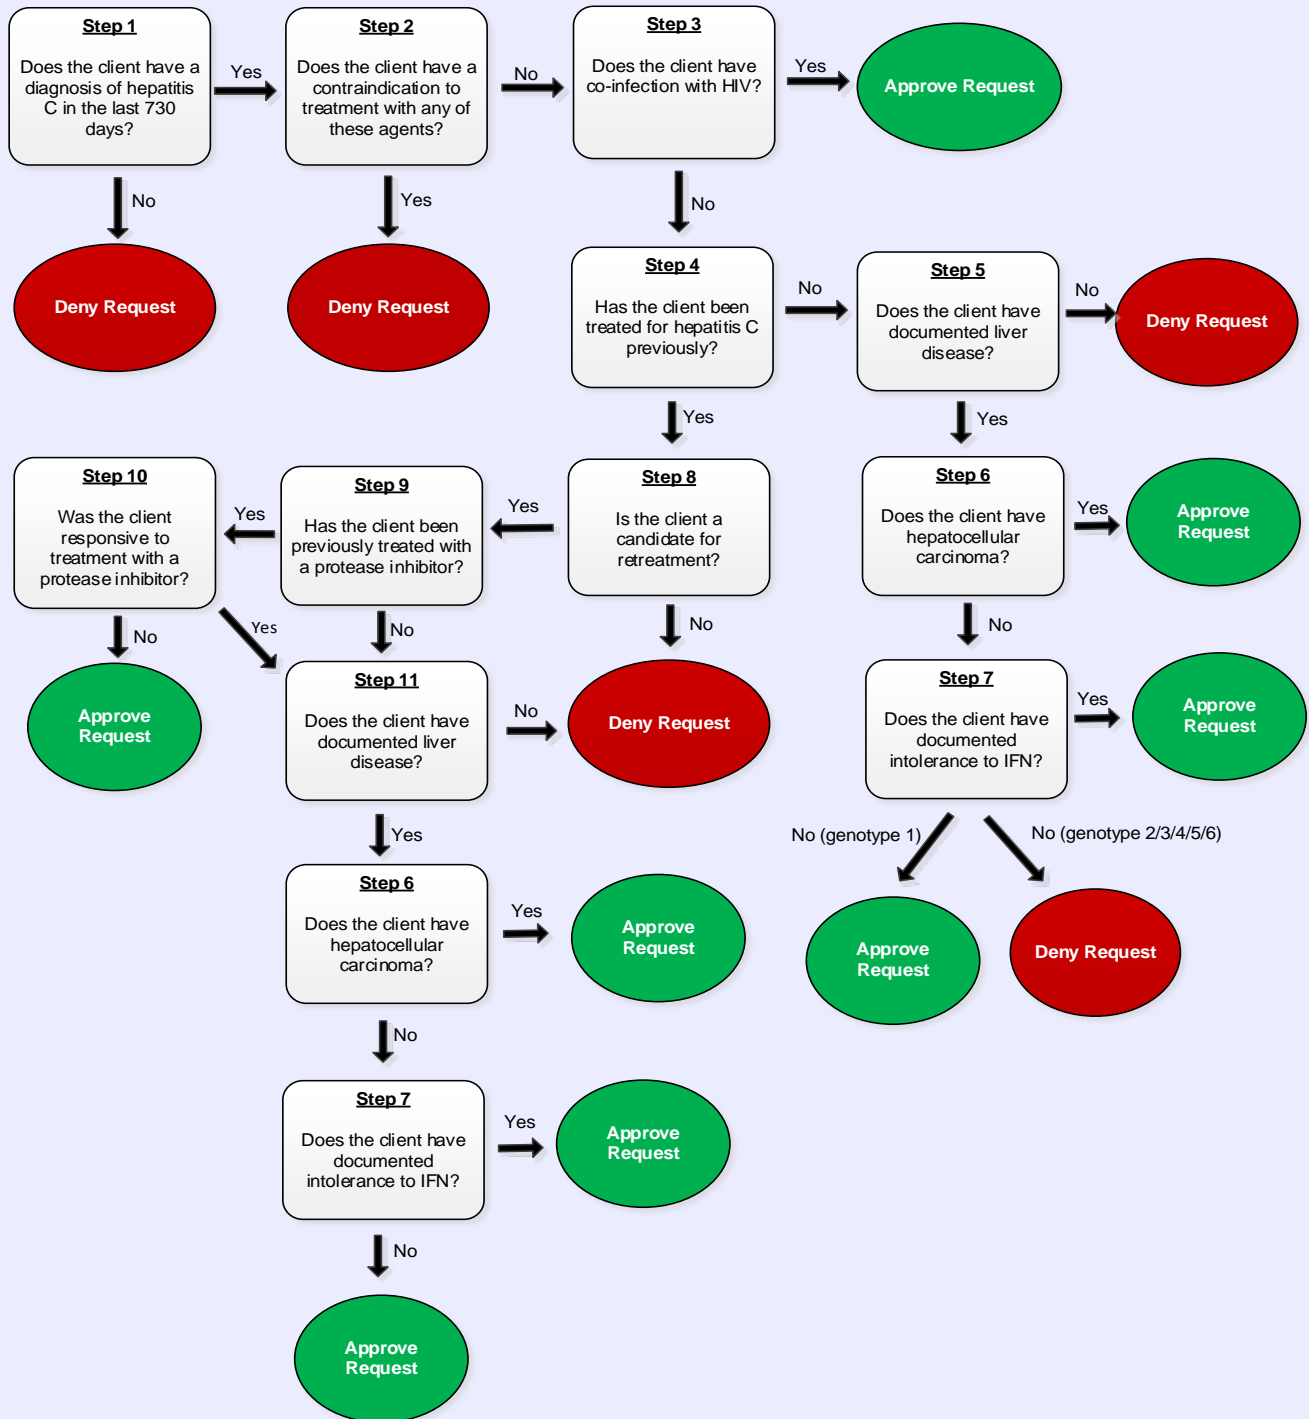 Step 1
Does the client have a
diagnosis of hepatitis
C in the last 730
days?
Yes
No
Deny Request
Step 2
Does the client have a
contraindication to
treatment with any of
these agents?
No
Yes
Deny Request
Step 3
Does the client have
co-infection with HIV?
Yes
Approve Request
No
Step 4
Has the client been
treated for hepatitis C
previously?
No
Yes
Step 5
Does the client have
documented liver
disease?
No
Deny Request
Yes
Step 10
Was the client
responsive to
treatment with a
protease inhibitor?
Yes
Step 9
Has the client been
previously treated with
a protease inhibitor?
Yes
Step 8
Is the client a
candidate for
retreatment?
Step 6
Does the client have
hepatocellular
carcinoma?
Yes
Approve
Request
No
Approve
Request
Yes
No
Step 11
Does the client have
documented liver
disease?
No
No
Deny Request
No
Step 7
Does the client have
documented
intolerance to IFN?
Yes
Approve
Request
Yes
No (genotype 1)
No (genotype 2/3/4/5/6)
Approve
Request
Deny Request
Step 6
Does the client have
hepatocellular
carcinoma?
Yes
Approve
Request
No
Step 7
Does the client have
documented
intolerance to IFN?
Yes
Approve
Request
No
Approve
Request